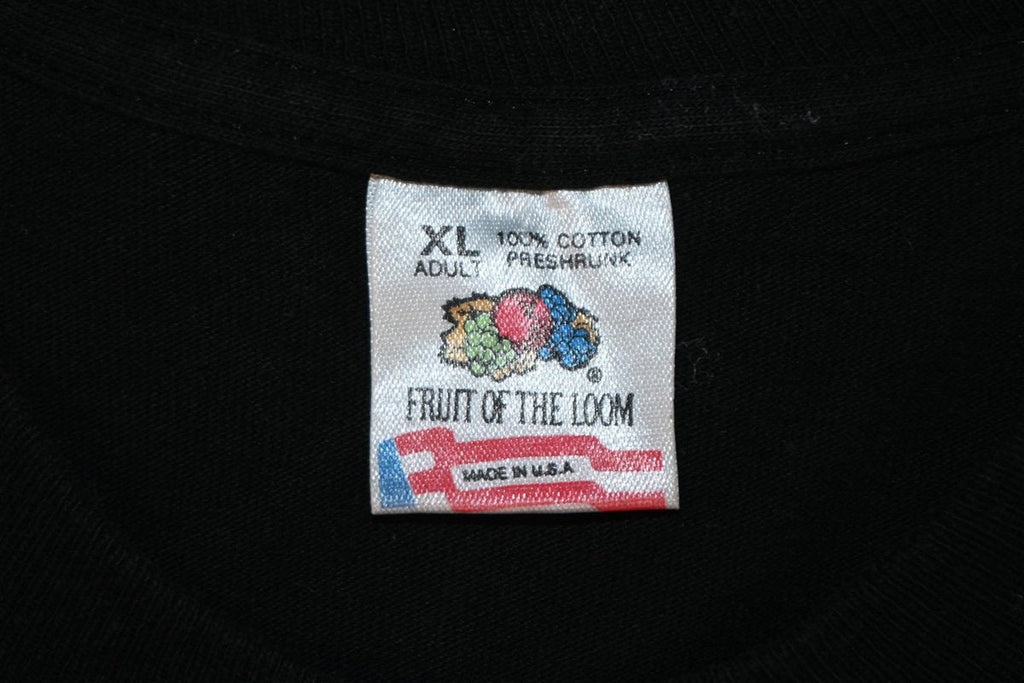 XL 100% COTTON
ADULT PRESHRUNK
®
FRUIT OF THE LOOM
MADE IN U.S.A